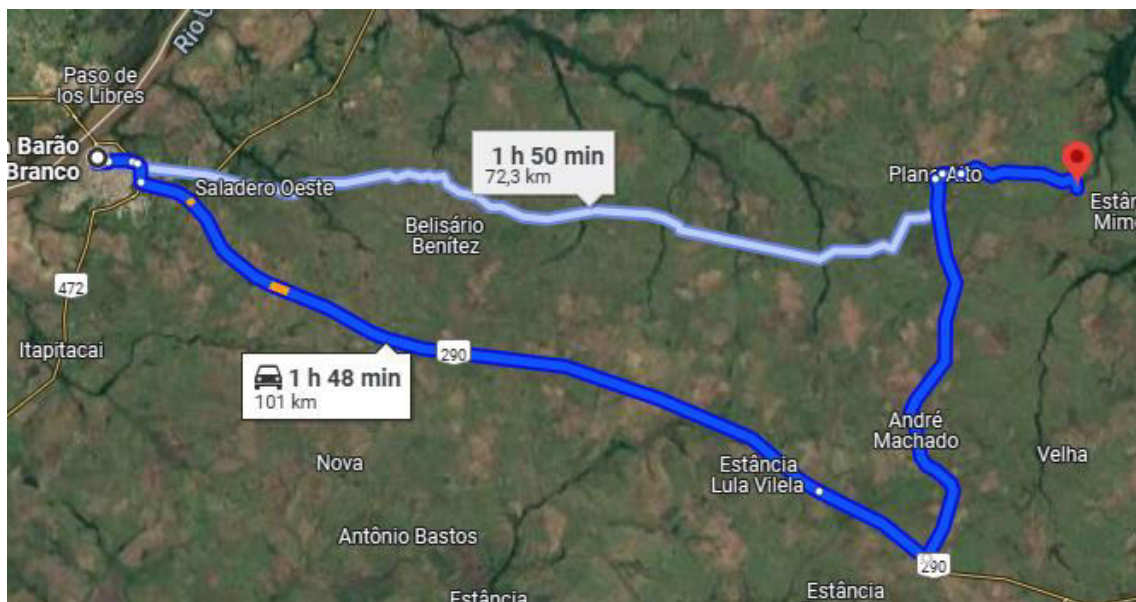 Rio U
Paso de
los Libres
Barão
Branco
Saladero Oeste
1 h 50 min
72,3 km
Plano Alto
Estân
Mim
Belisário
Benítez
472
Itapitacai
290
1 h 48 min
101 km
André
Machado
Nova
Estância
Lula Vilela
Velha
Antônio Bastos
290
Estância
Estância